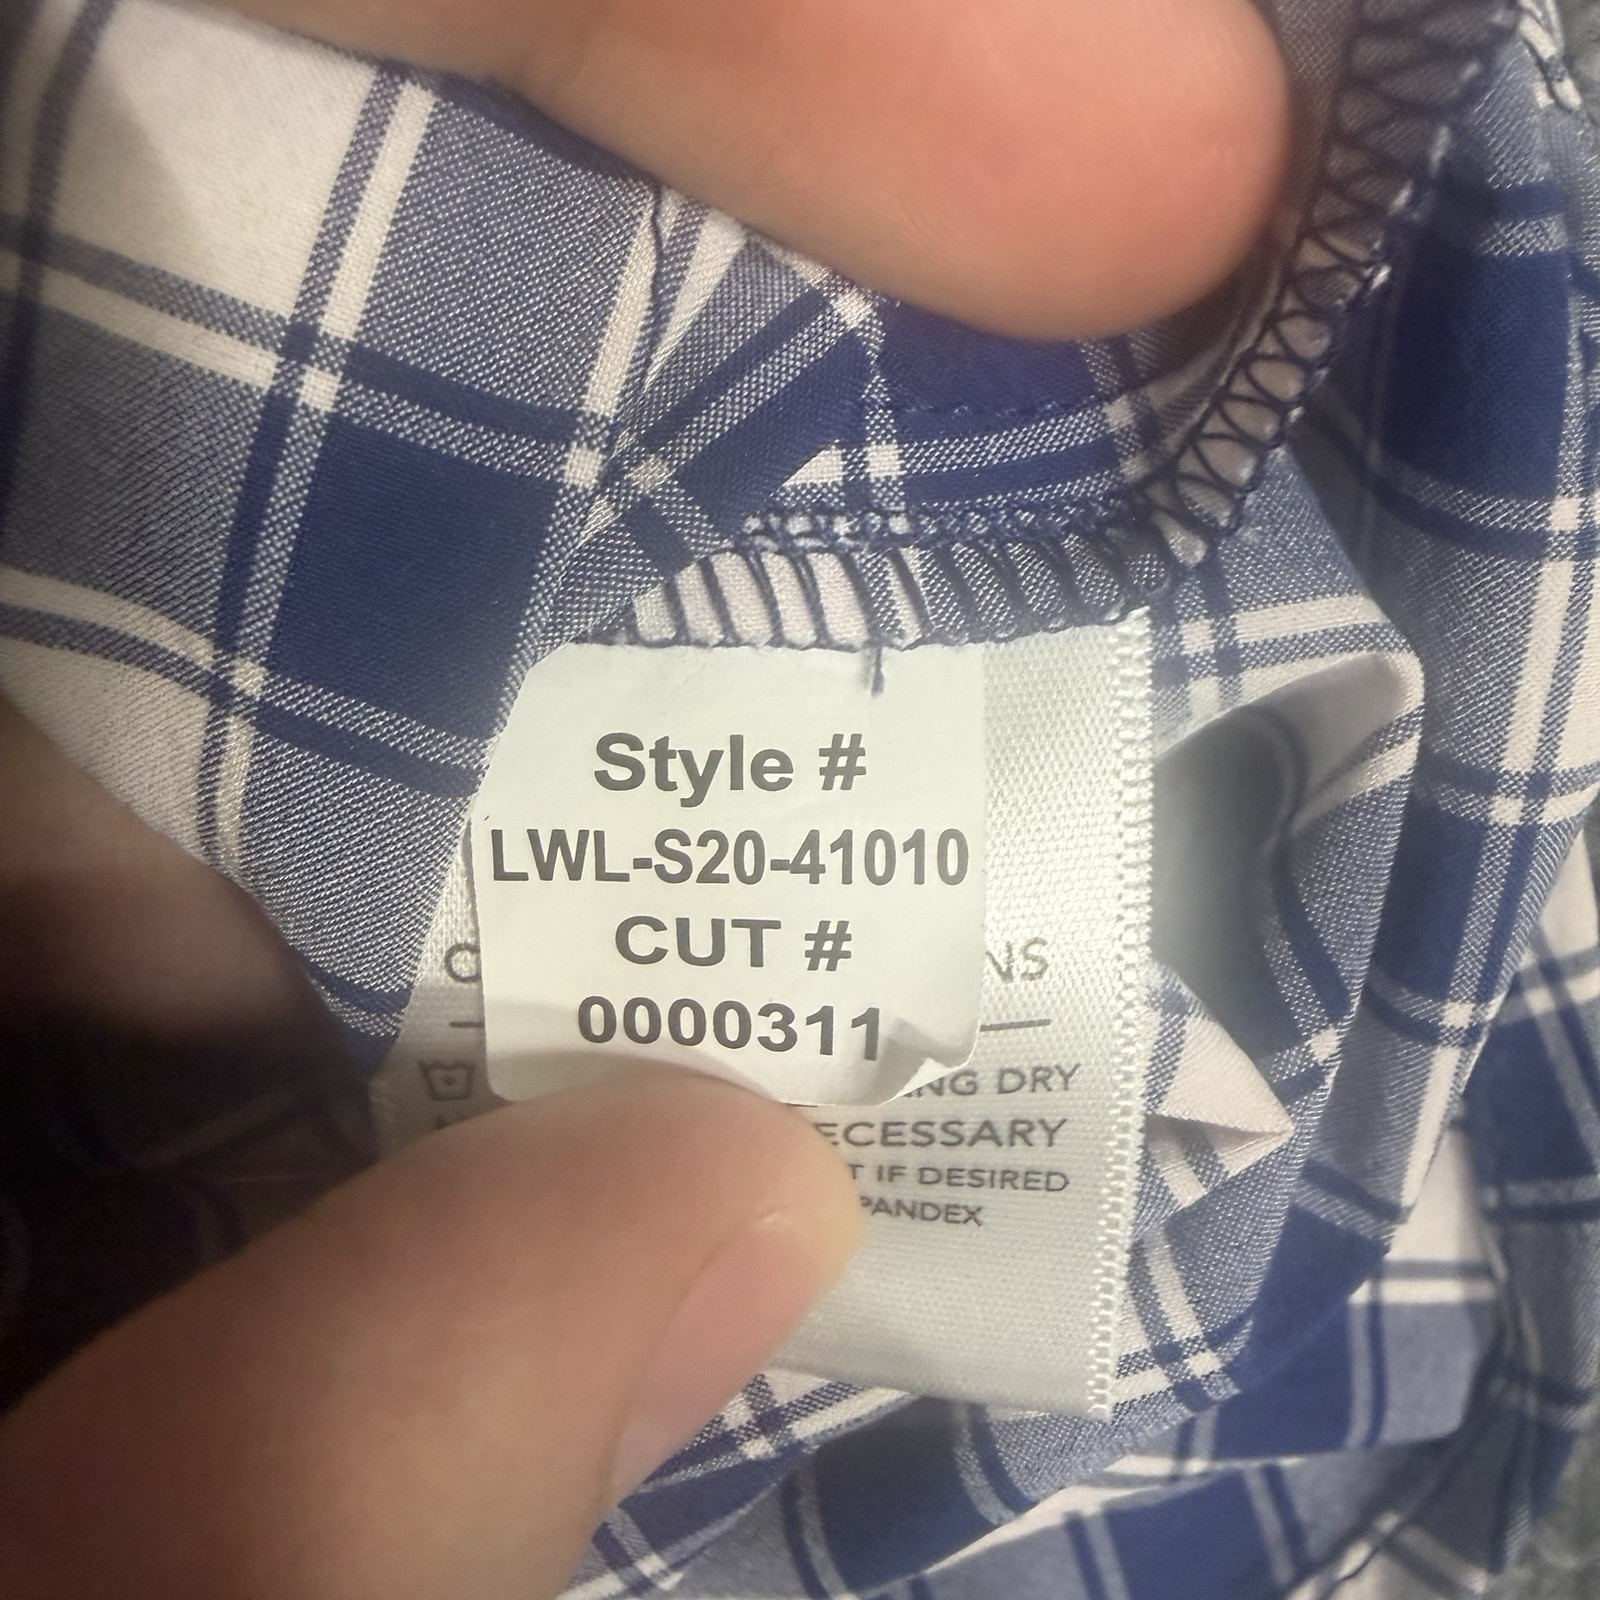 Style #
LWL-S20-41010
CUT #
0000311
NS
NG DRY
ECESSARY
T IF DESIRED
PANDEX